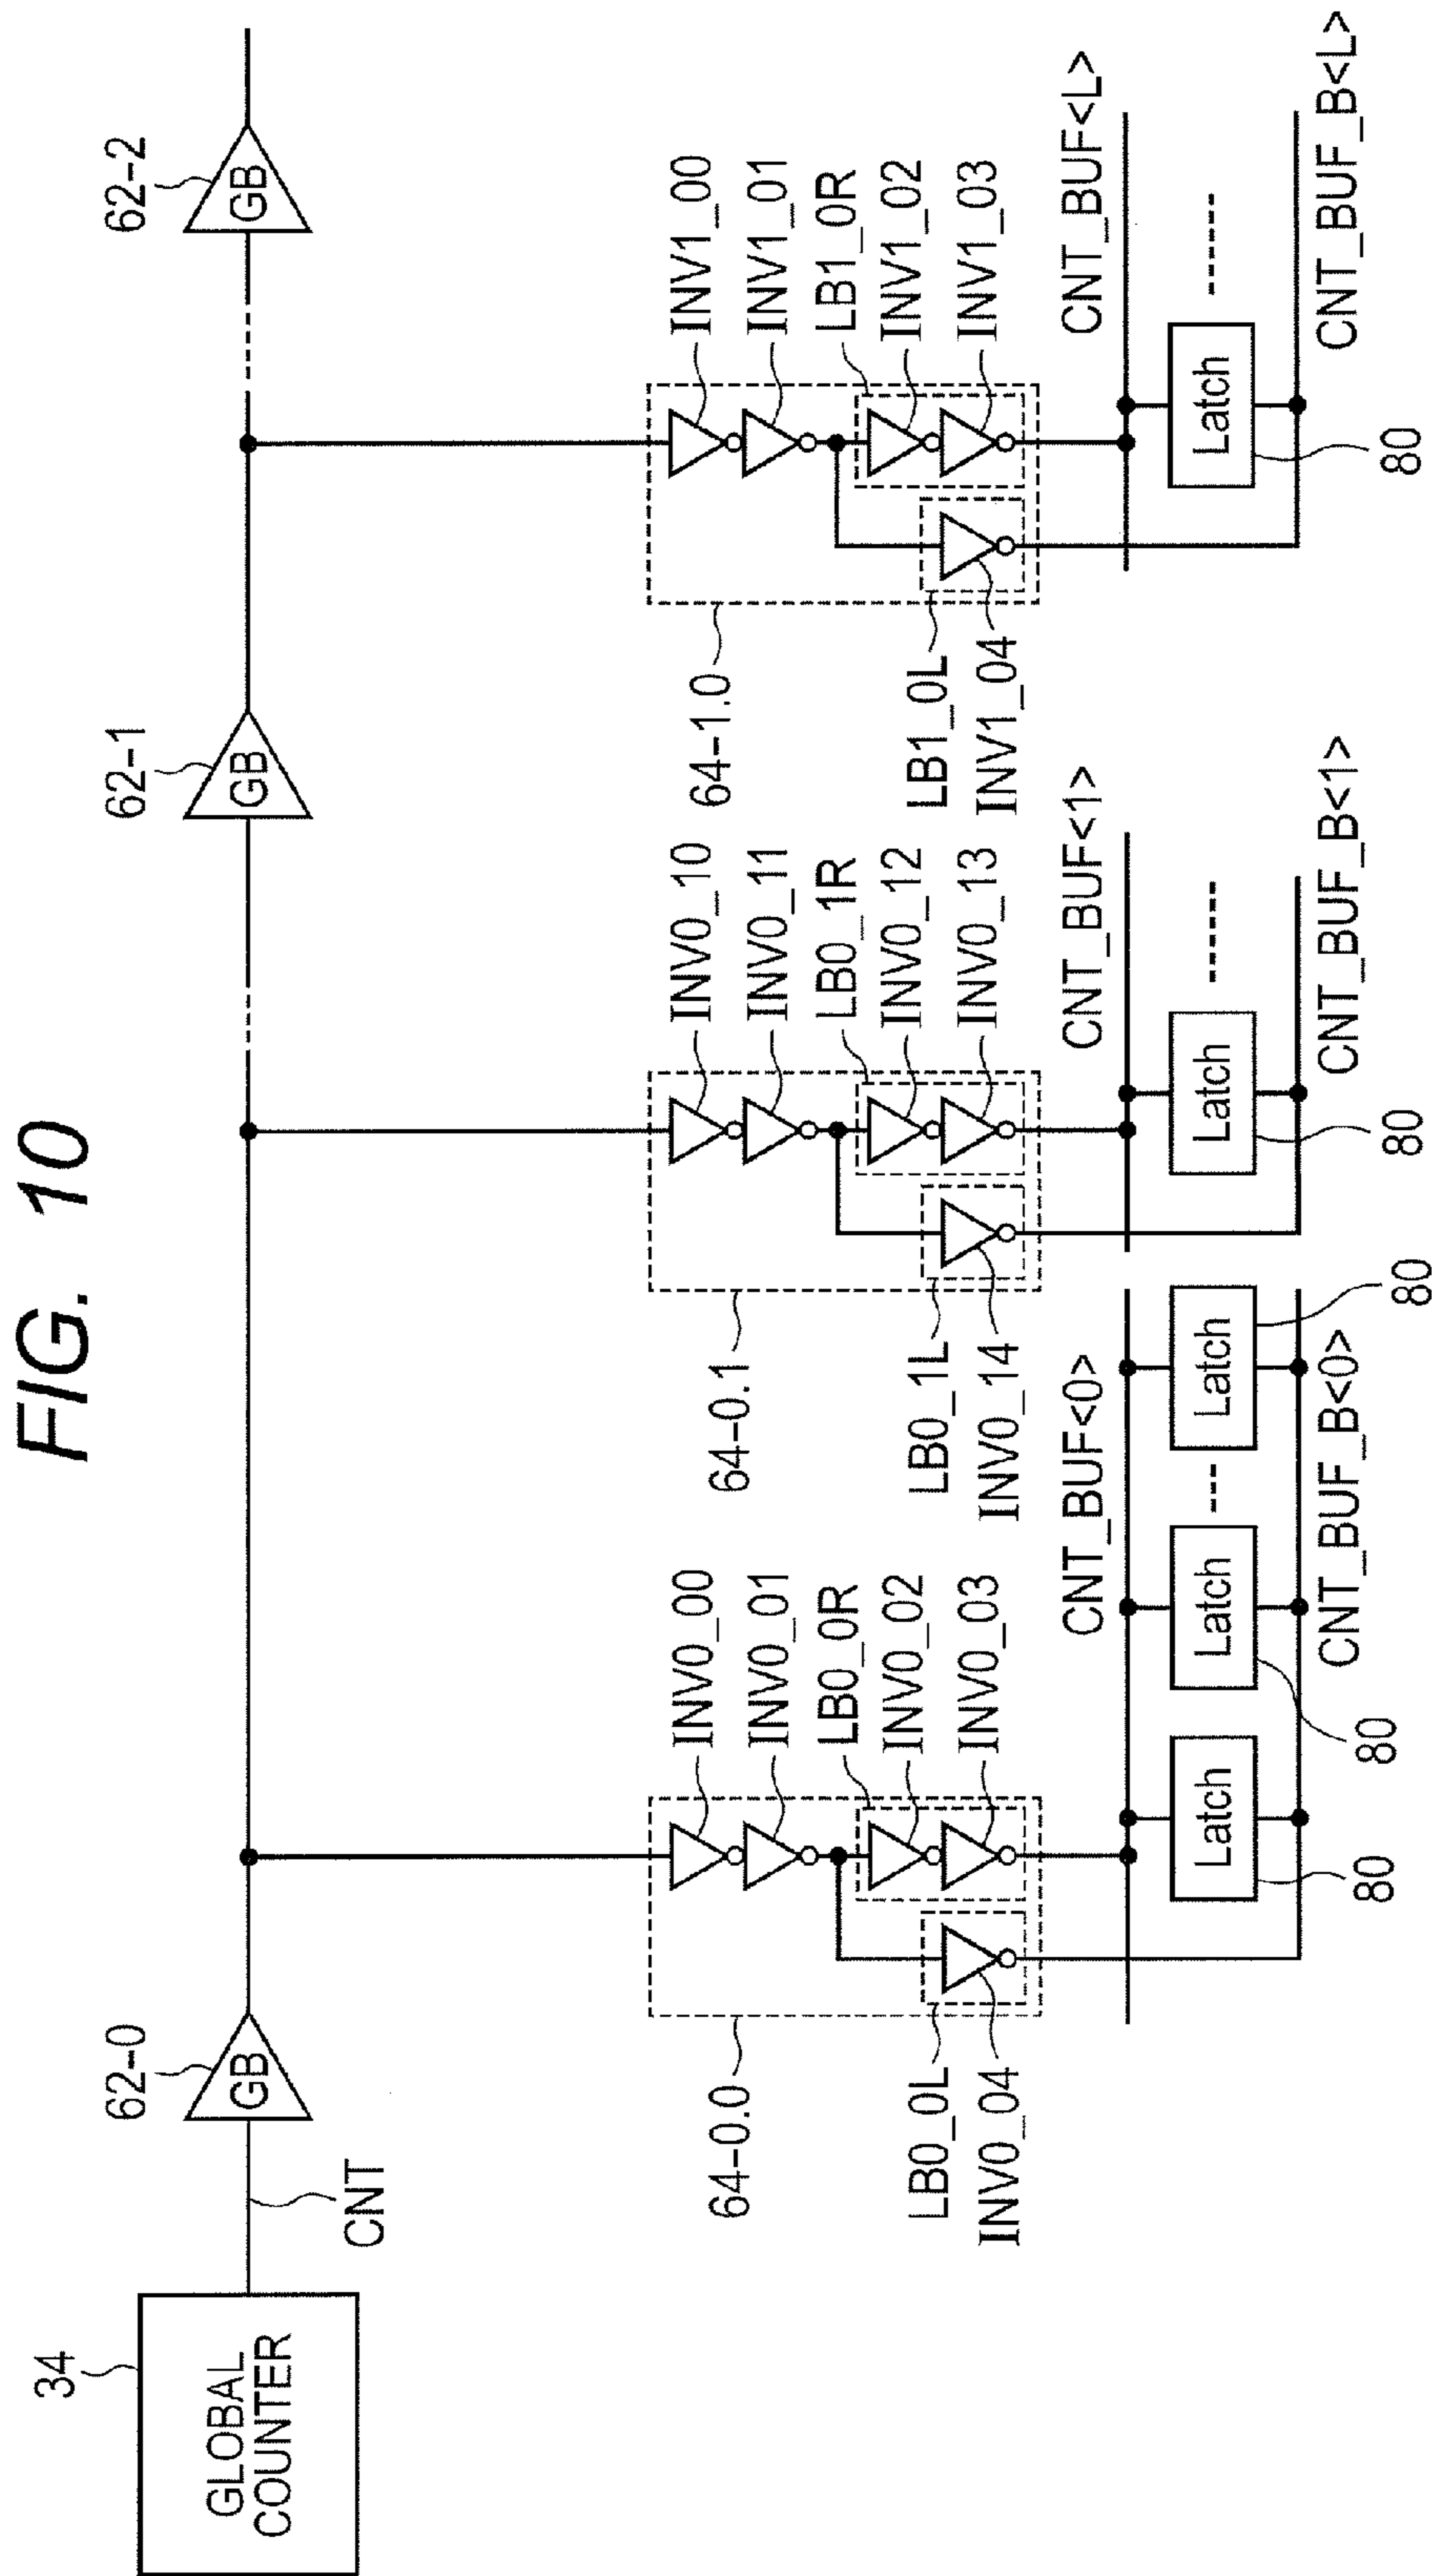 FIG. 10
34
GLOBAL
COUNTER
CNT
62-0
GB
62-1
GB
62-2
GB
64-0.0
INV0_00
INV0_01
LB0_0R
INV0_02
INV0_03
LB0_0L
INV0_04
64-0.1
INV0_10
INV0_11
LB0_1R
INV0_12
INV0_13
LB0_1L
INV0_14
64-1.0
INV1_00
INV1_01
LB1_0R
INV1_02
INV1_03
LB1_0L
INV1_04
CNT_BUF<0>
Latch
80
Latch
80
Latch
80
CNT_BUF_B<0>
CNT_BUF<1>
Latch
80
CNT_BUF_B<1>
CNT_BUF<L>
Latch
80
CNT_BUF_B<L>